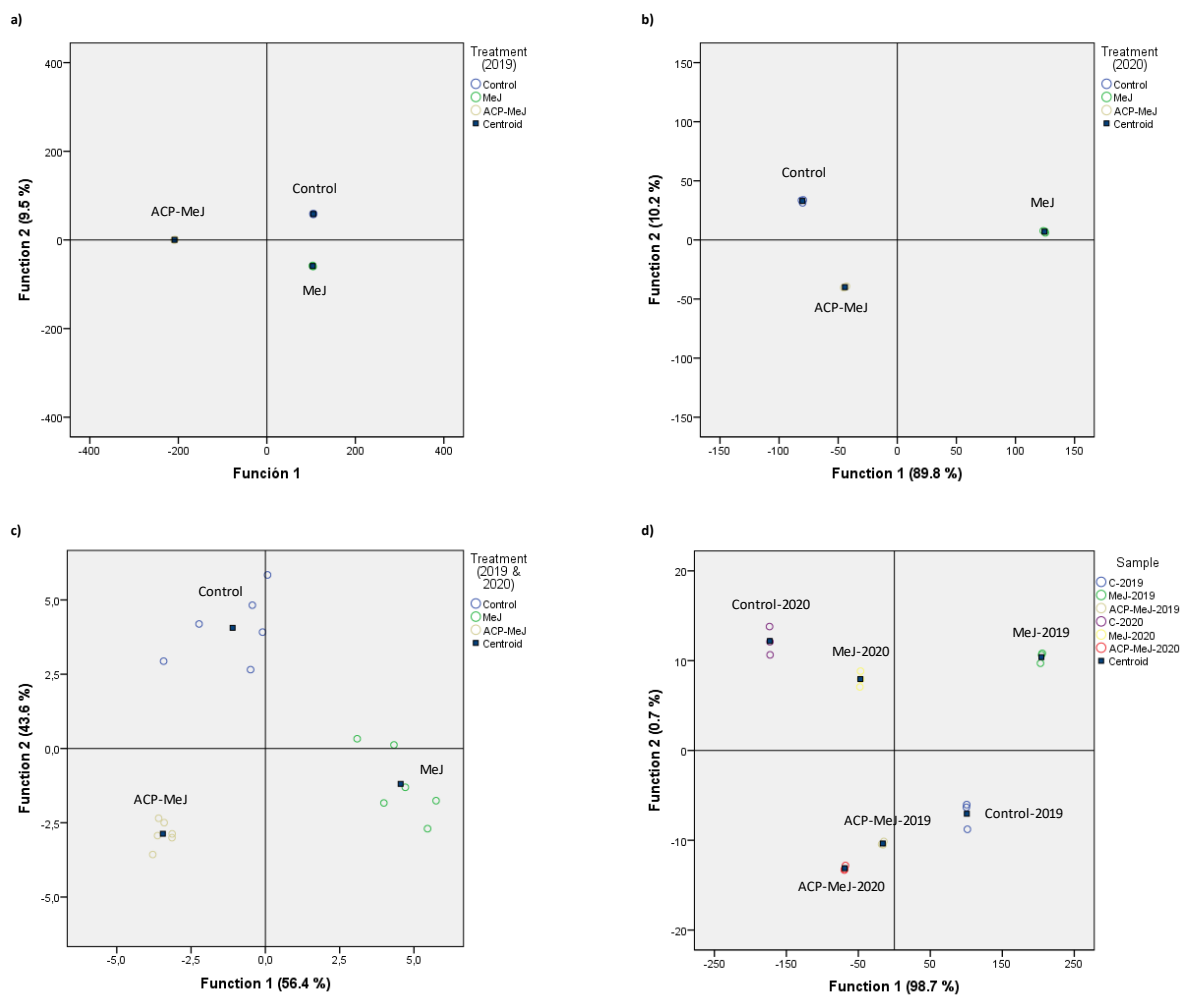 a)
Treatment
(2019)
Control
MeJ
ACP-MeJ
Centroid
Function 2 (9.5 %)
400
200
0
-200
-400
ACP-MeJ
Control
MeJ
-400 -200 0 200 400
Función 1
b)
Treatment
(2020)
Control
MeJ
ACP-MeJ
Centroid
Function 2 (10.2 %)
150
100
50
0
-50
-100
-150
Control
MeJ
ACP-MeJ
-150 -100 -50 0 50 100 150
Function 1 (89.8 %)
c)
Treatment
(2019 &
2020)
Control
MeJ
ACP-MeJ
Centroid
Function 2 (43.6 %)
5,0
2,5
0,0
-2,5
-5,0
Control
MeJ
ACP-MeJ
-5,0 -2,5 0,0 2,5 5,0
Function 1 (56.4 %)
d)
Sample
C-2019
MeJ-2019
ACP-MeJ-2019
C-2020
MeJ-2020
ACP-MeJ-2020
Centroid
Function 2 (0.7 %)
20
10
0
-10
-20
Control-2020
MeJ-2020
MeJ-2019
ACP-MeJ-2019
Control-2019
ACP-MeJ-2020
-250 -150 -50 50 150 250
Function 1 (98.7 %)